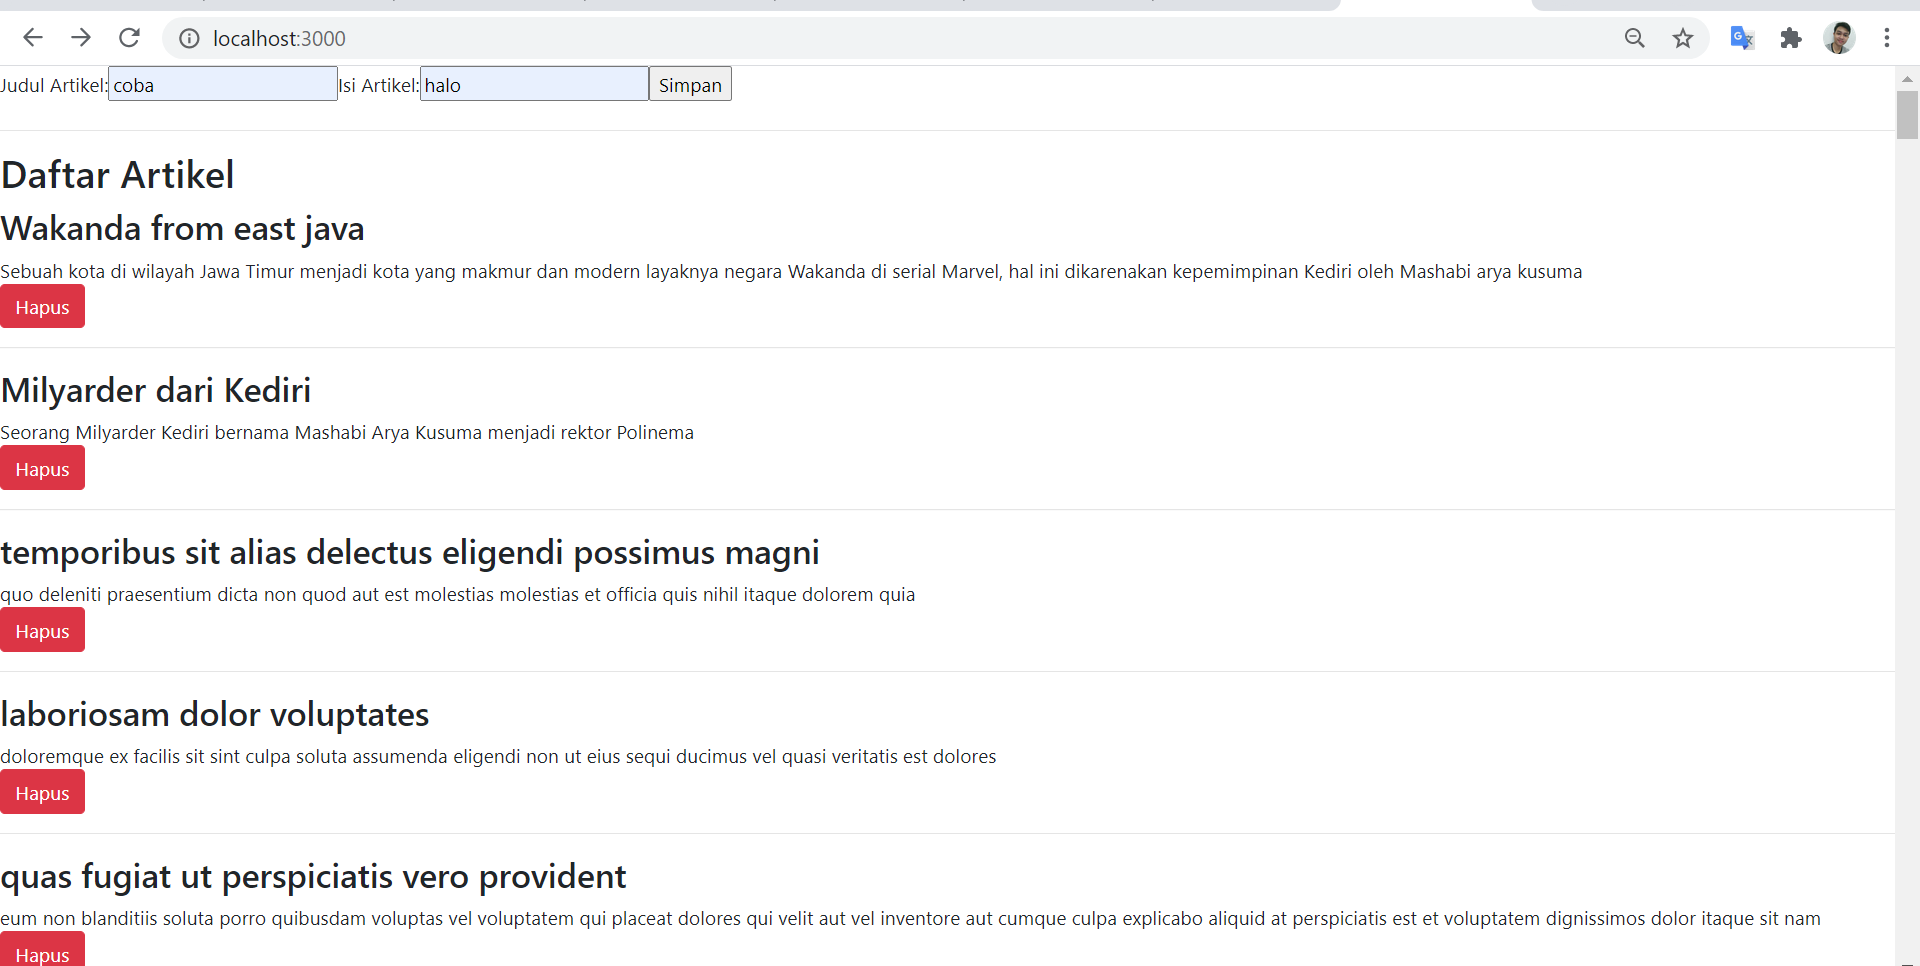 localhost:3000
Judul Artikel: coba Isi Artikel: halo Simpan
Daftar Artikel
Wakanda from east java
Sebuah kota di wilayah Jawa Timur menjadi kota yang makmur dan modern layaknya negara Wakanda di serial Marvel, hal ini dikarenakan kepemimpinan Kediri oleh Mashabi arya kusuma
Hapus
Milyarder dari Kediri
Seorang Milyarder Kediri bernama Mashabi Arya Kusuma menjadi rektor Polinema
Hapus
temporibus sit alias delectus eligendi possimus magni
quo deleniti praesentium dicta non quod aut est molestias molestias et officia quis nihil itaque dolorem quia
Hapus
laboriosam dolor voluptates
doloremque ex facilis sit sint culpa soluta assumenda eligendi non ut eius sequi ducimus vel quasi veritatis est dolores
Hapus
quas fugiat ut perspiciatis vero provident
eum non blanditiis soluta porro quibusdam voluptas vel voluptatem qui placeat dolores qui velit aut vel inventore aut cumque culpa explicabo aliquid at perspiciatis est et voluptatem dignissimos dolor itaque sit nam
Hapus